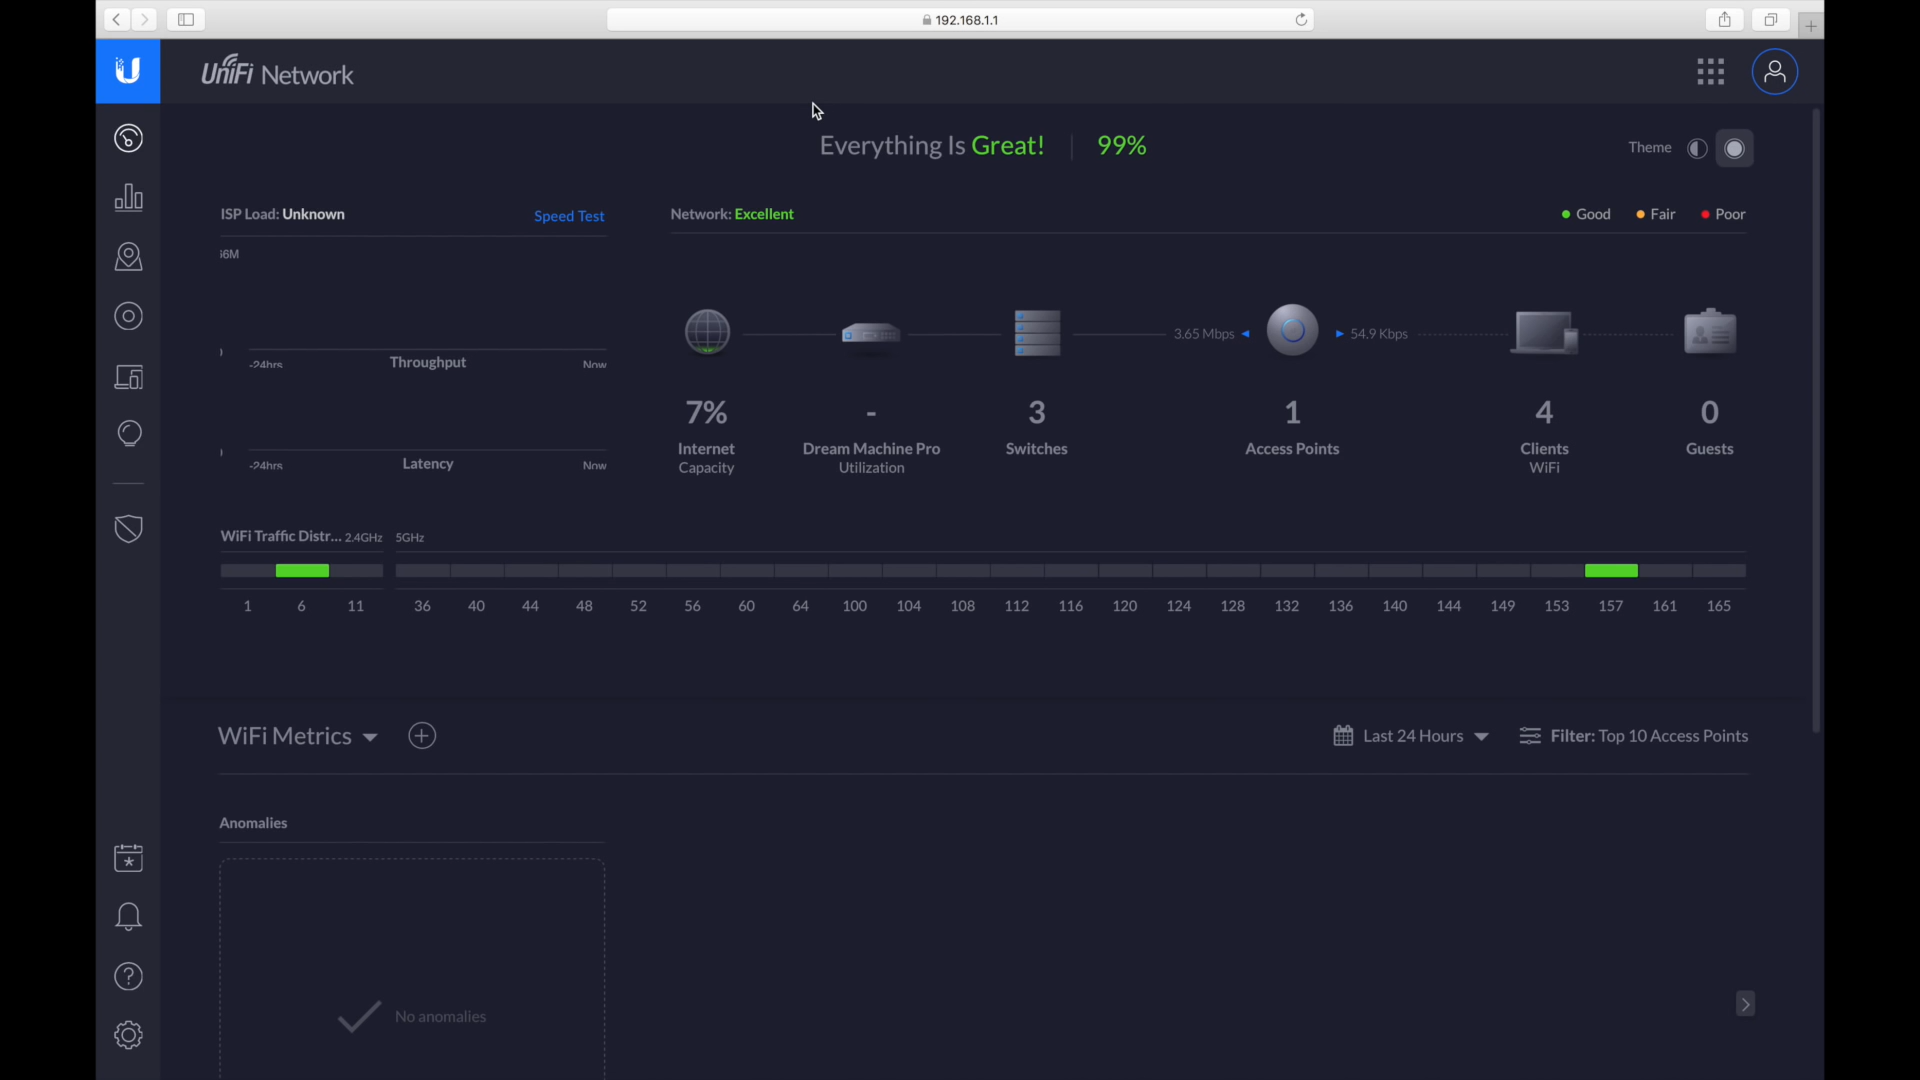 192.168.1.1
UniFi Network
Everything Is Great! 99%
Theme
ISP Load: Unknown Speed Test
Network: Excellent
Good Fair Poor
-24hrs Throughput Now
-24hrs Latency Now
3.65 Mbps 54.9 Kbps
7% - 3 1 4 0
Internet Dream Machine Pro Switches Access Points Clients Guests
Capacity Utilization WiFi
WiFi Traffic Distr... 2.4GHz 5GHz
1 6 11 36 40 44 48 52 56 60 64 100 104 108 112 116 120 124 128 132 136 140 144 149 153 157 161 165
WiFi Metrics
Last 24 Hours Filter: Top 10 Access Points
Anomalies
No anomalies